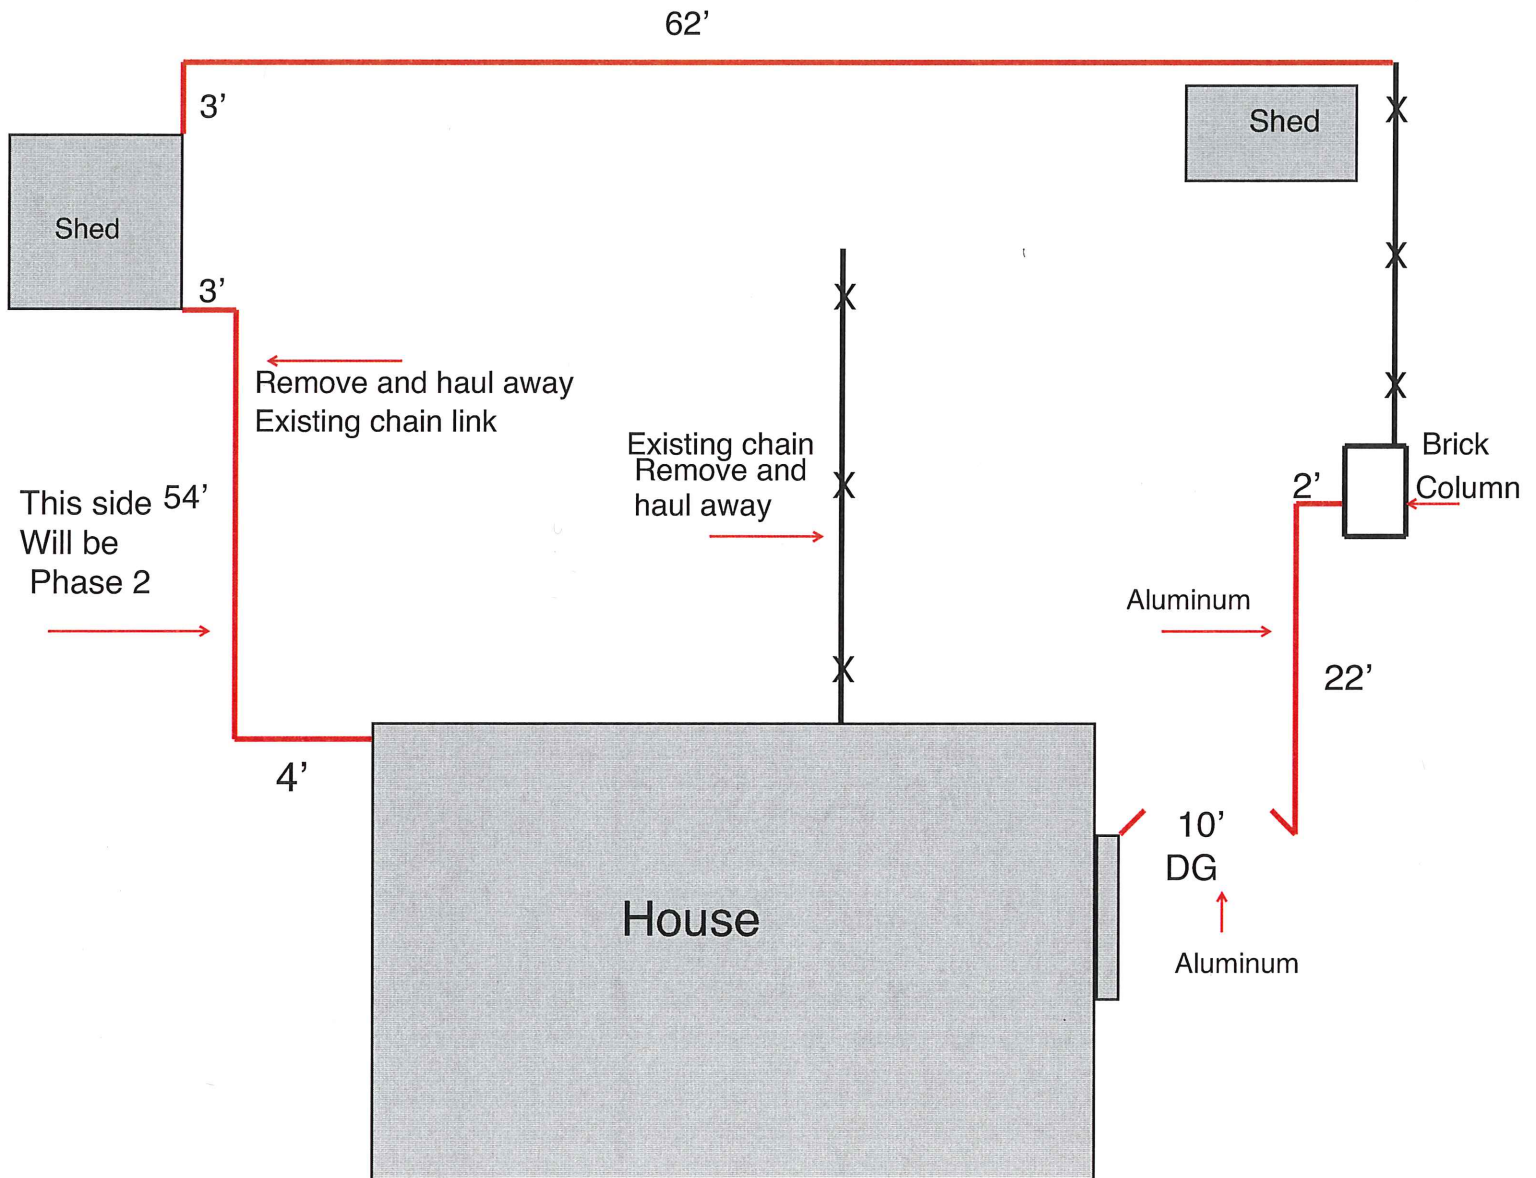 62’
3’
Shed
Shed
3’
Remove and haul away
Existing chain link
Existing chain
Remove and
haul away
Brick
Column
2’
This side
54’
Will be
Phase 2
Aluminum
22’
4’
10’
DG
House
Aluminum
X
X
X
X
X
X